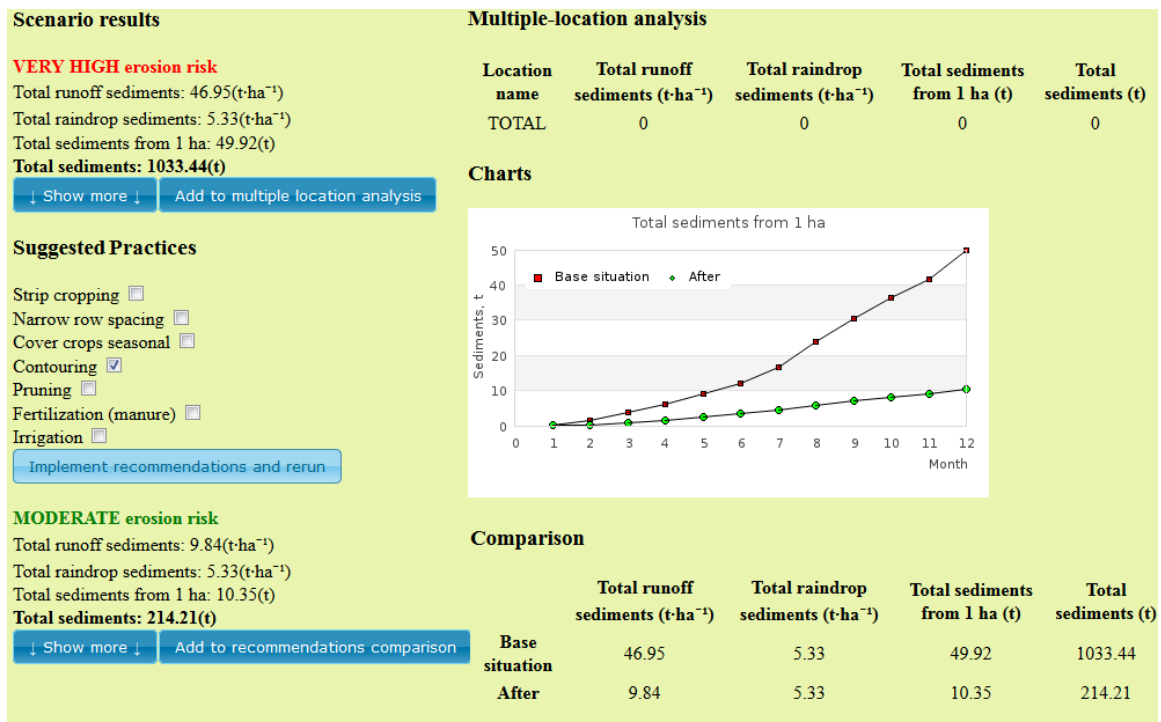 Scenario results
VERY HIGH erosion risk
Total runoff sediments: 46.95(t·ha⁻¹)
Total raindrop sediments: 5.33(t·ha⁻¹)
Total sediments from 1 ha: 49.92(t)
Total sediments: 1033.44(t)
↓ Show more ↓ Add to multiple location analysis
Suggested Practices
Strip cropping
Narrow row spacing
Cover crops seasonal
Contouring
Pruning
Fertilization (manure)
Irrigation
Implement recommendations and rerun
MODERATE erosion risk
Total runoff sediments: 9.84(t·ha⁻¹)
Total raindrop sediments: 5.33(t·ha⁻¹)
Total sediments from 1 ha: 10.35(t)
Total sediments: 214.21(t)
↓ Show more ↓ Add to recommendations comparison
Multiple-location analysis
Location Total runoff Total raindrop Total sediments Total
name sediments (t·ha⁻¹) sediments (t·ha⁻¹) from 1 ha (t) sediments (t)
TOTAL 0 0 0 0
Charts
Total sediments from 1 ha
Base situation After
Sediments, t
50
40
30
20
10
0
0 1 2 3 4 5 6 7 8 9 10 11 12
Month
Comparison
Total runoff Total raindrop Total sediments Total
sediments (t·ha⁻¹) sediments (t·ha⁻¹) from 1 ha (t) sediments (t)
Base
situation 46.95 5.33 49.92 1033.44
After 9.84 5.33 10.35 214.21